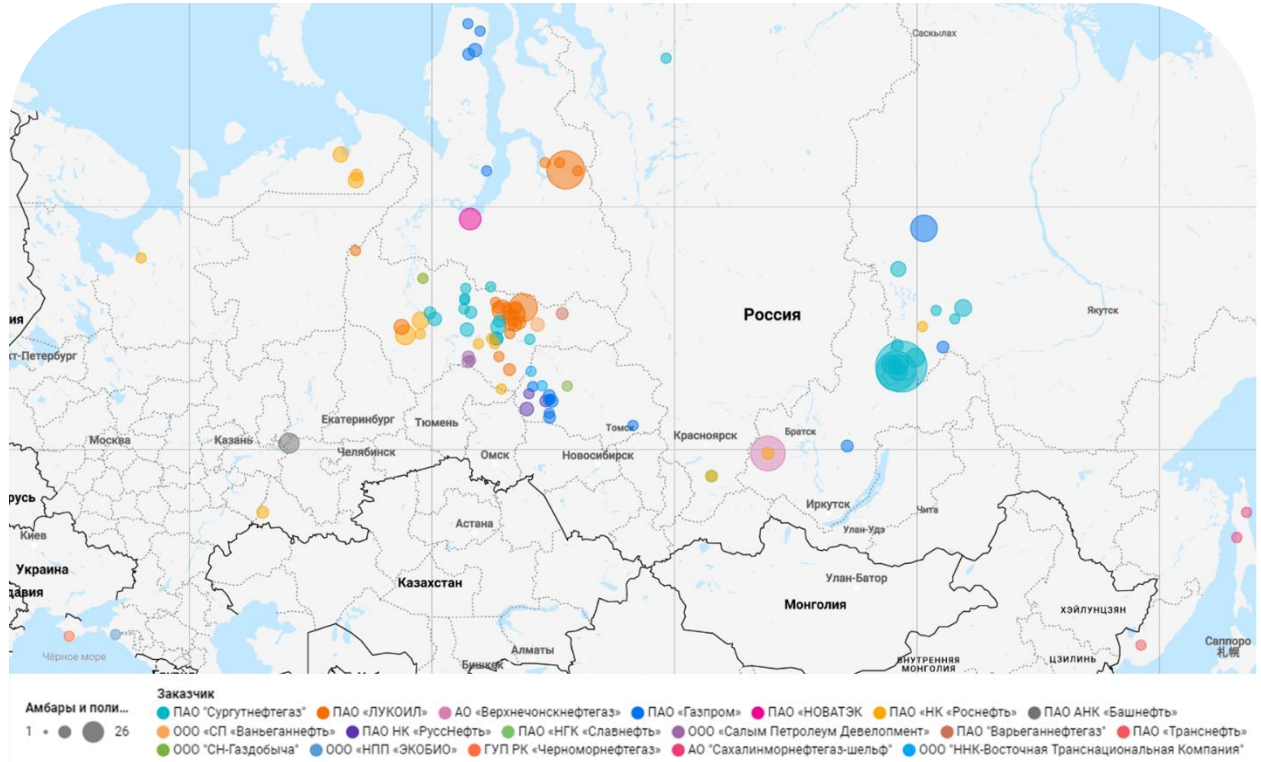 Саскылах
Россия
Якутск
ия
кт-Петербург
Екатеринбург
Тюмень
Москва
Казань
Томск
Красноярск
Братск
Челябинск
Омск
Новосибирск
русь
Иркутск
Чита
Астана
Улан-Удэ
Киев
Украина
Казахстан
Улан-Батор
давия
Монголия
ХЭЙЛУНЦЗЯН
Чёрное море
Алматы
Бишкек
ВНУТРЕННЯЯ
МОНГОЛИЯ
ЦЗИЛИНЬ
Саппоро
札幌
Заказчик
Амбары и поли...
1 26
ПАО "Сургутнефтегаз" ПАО «ЛУКОИЛ» АО «Верхнечонскнефтегаз» ПАО «Газпром» ПАО «НОВАТЭК ПАО «НК «Роснефть» ПАО АНК «Башнефть»
ООО «СП «Ваньеганнефть» ПАО НК «РуссНефть» ПАО «НГК «Славнефть» ООО «Салым Петролеум Девелопмент» ПАО "Варьеганнефтегаз" ПАО «Транснефть»
ООО "СН-Газдобыча" ООО «НПП «ЭКОБИО» ГУП РК «Черноморнефтегаз» АО "Сахалинморнефтегаз-шельф" ООО "ННК-Восточная Транснациональная Компания"